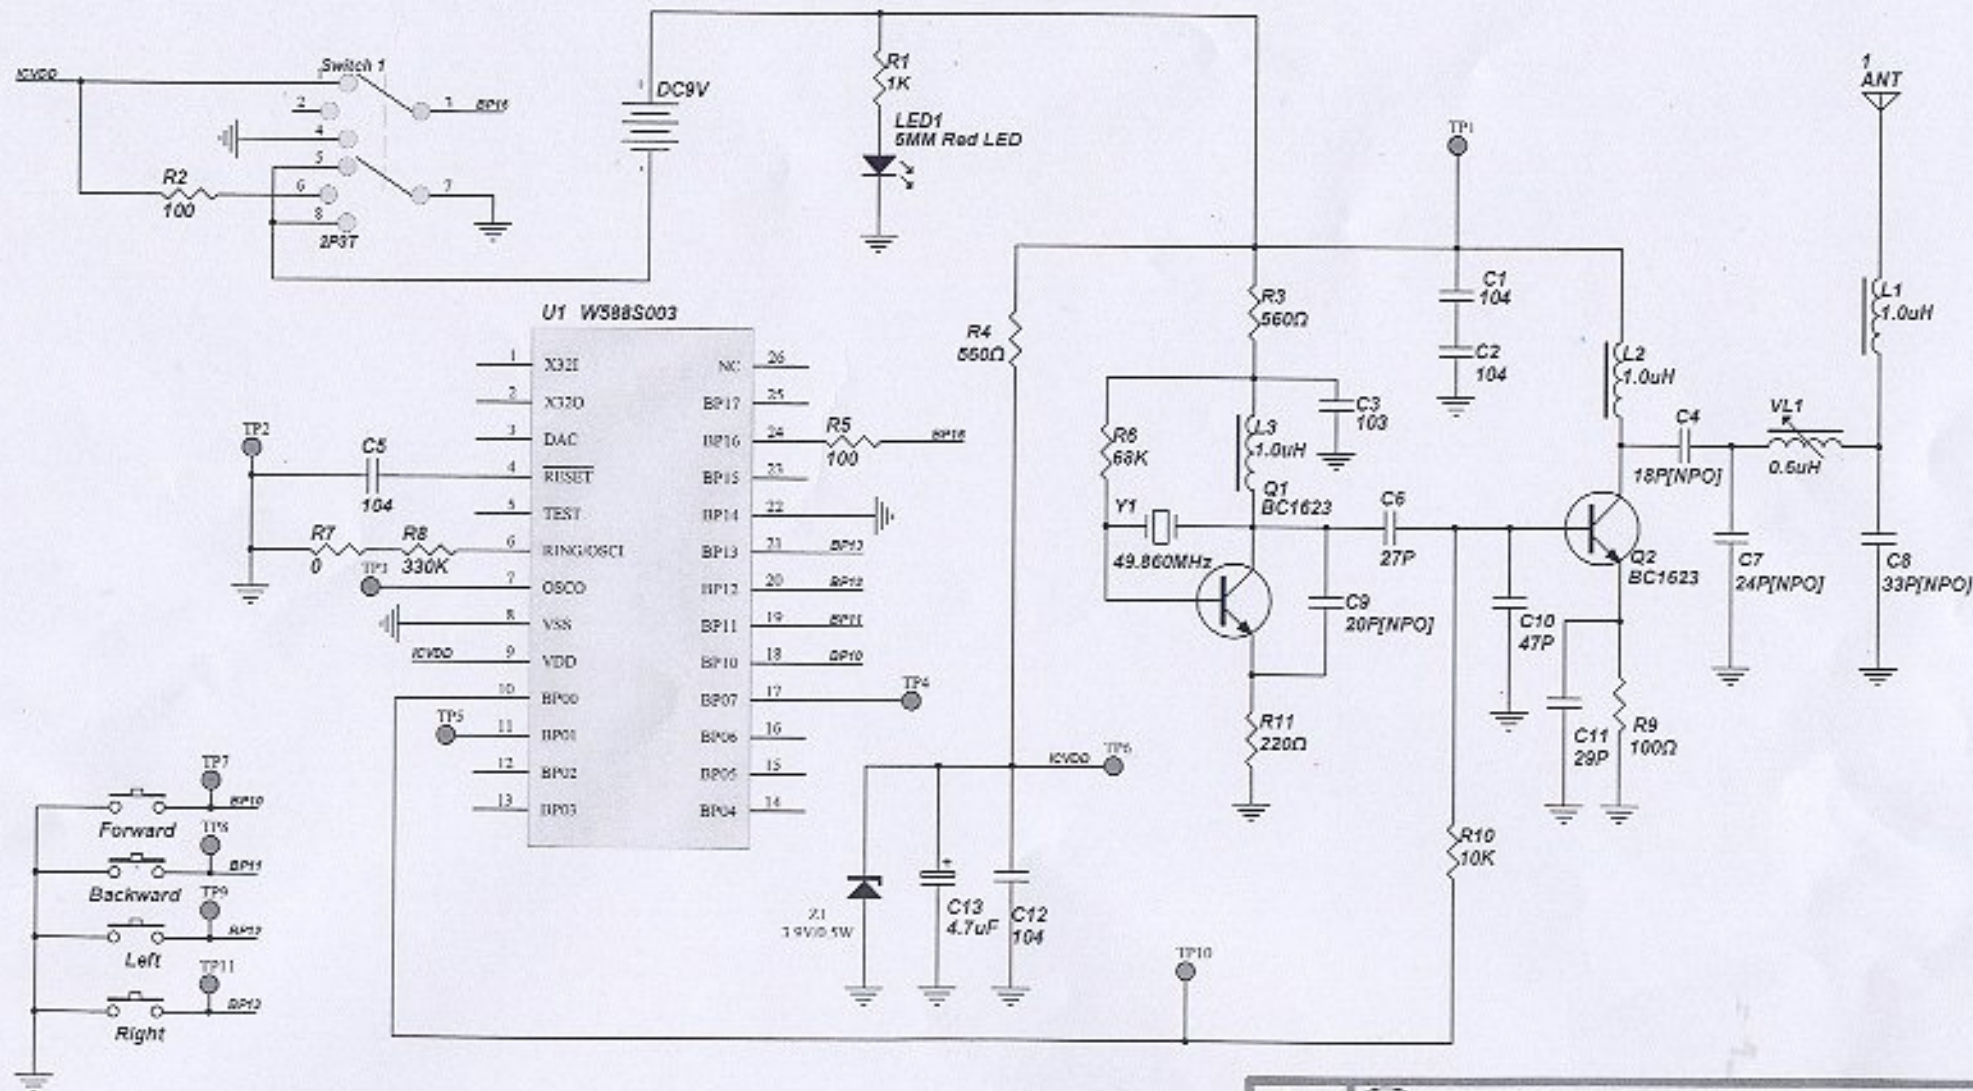 ICVDD
Switch 1
1
2
3
BP16
4
5
6
7
8
2P3T
R2
100
DC9V
R1
1K
LED1
5MM Red LED
TP1
1
ANT
L1
1.0uH
U1 W588S003
1 X32I
2 X32O
3 DAC
4 RESET
5 TEST
6 RING/OSCI
7 OSCO
8 VSS
9 VDD
10 BP00
11 BP01
12 BP02
13 BP03
NC 26
BP17 25
BP16 24
BP15 23
BP14 22
BP13 21
BP12 20
BP11 19
BP10 18
BP07 17
BP06 16
BP05 15
BP04 14
TP2
C5
104
R7
0
R8
330K
TP3
ICVDD
TP5
R5
100
BP16
BP13
BP12
BP11
BP10
TP4
R4
560Ω
R3
560Ω
C1
104
C2
104
L2
1.0uH
C3
103
R6
68K
L3
1.0uH
Q1
BC1623
Y1
49.860MHz
C6
27P
C9
20P[NPO]
C4
18P[NPO]
VL1
0.6uH
Q2
BC1623
C7
24P[NPO]
C8
33P[NPO]
C10
47P
C11
29P
R9
100Ω
R11
220Ω
R10
10K
ICVDD
TP6
Z1
3.9V/0.5W
C13
4.7uF
+
C12
104
TP10
TP7
BP10
Forward
TP8
BP11
Backward
TP9
BP12
Left
TP11
BP13
Right